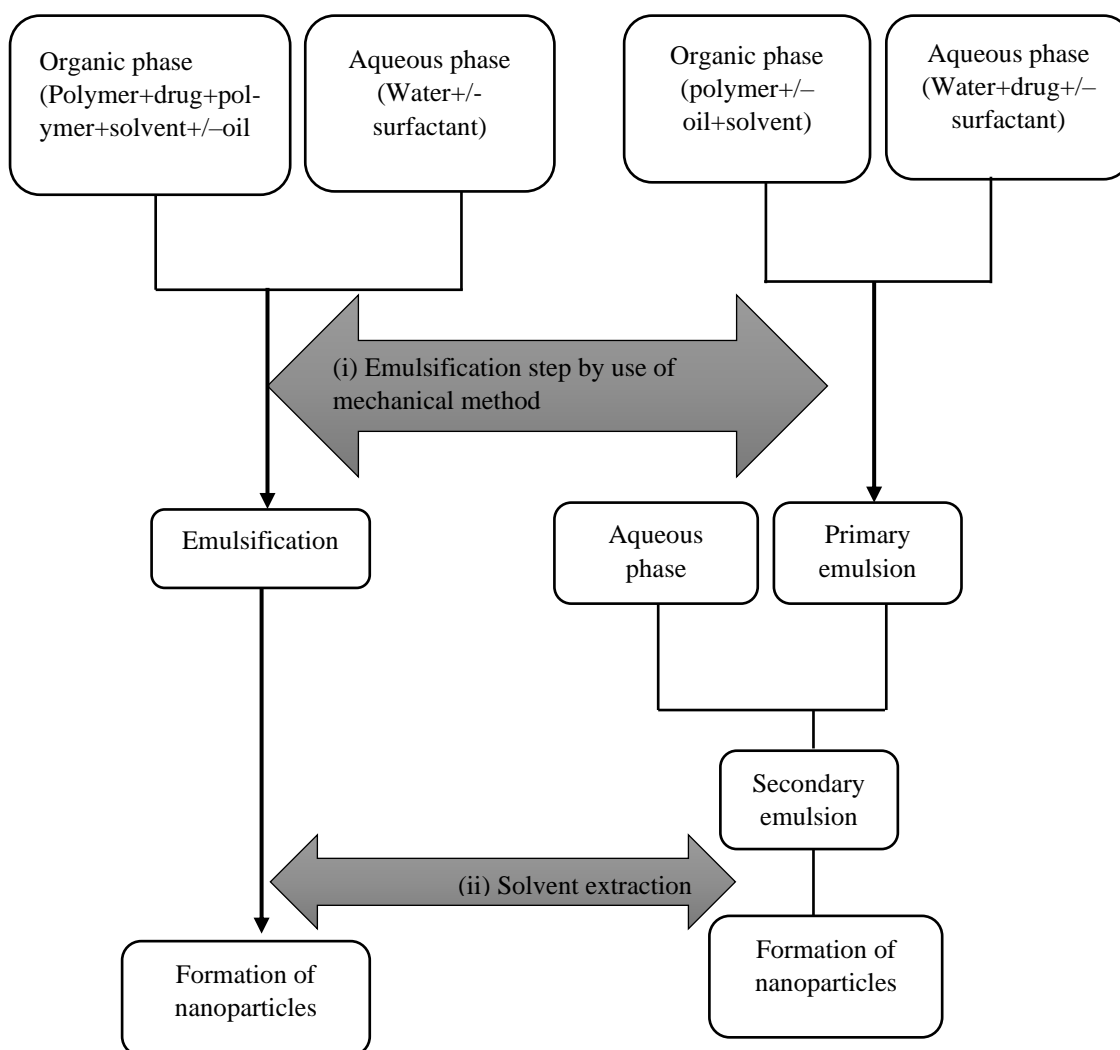 Organic phase
(Polymer+drug+pol-
ymer+solvent+/–oil
Aqueous phase
(Water+/-
surfactant)
Organic phase
(polymer+/–
oil+solvent)
Aqueous phase
(Water+drug+/–
surfactant)
(i) Emulsification step by use of
mechanical method
Emulsification
Aqueous
phase
Primary
emulsion
Secondary
emulsion
(ii) Solvent extraction
Formation of
nanoparticles
Formation of
nanoparticles